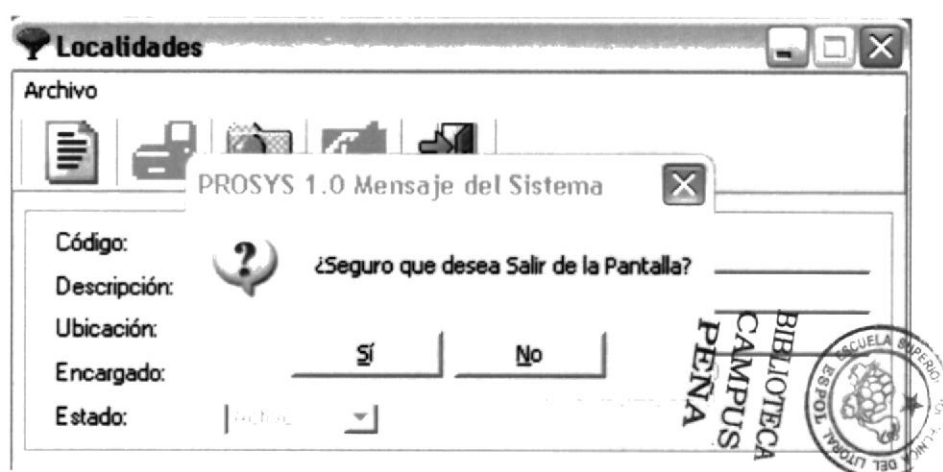 Localidades
Archivo
PROSYS 1.0 Mensaje del Sistema
¿Seguro que desea Salir de la Pantalla?
Código:
Descripción:
Ubicación:
Encargado:
Estado:
Sí
No
BIBLIOTECA
CAMPUS
PEÑA
ESCUELA SUPERIOR
DEL LITORAL
ESPOL